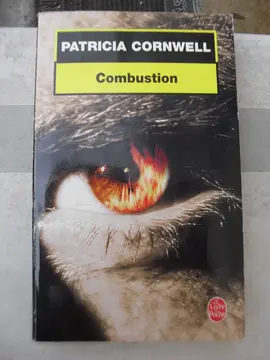 PATRICIA CORNWELL
Combustion
Le Livre
de
Poche